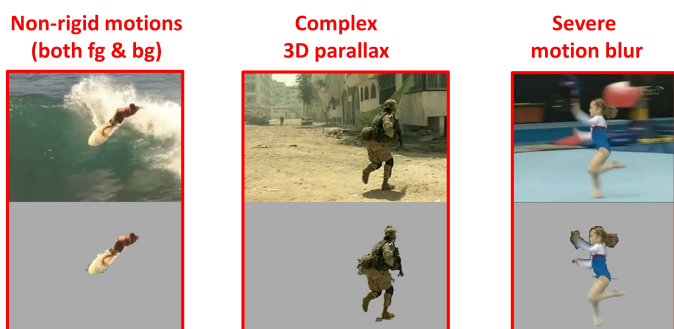 Non-rigid motions
(both fg & bg)
Complex
3D parallax
Severe
motion blur